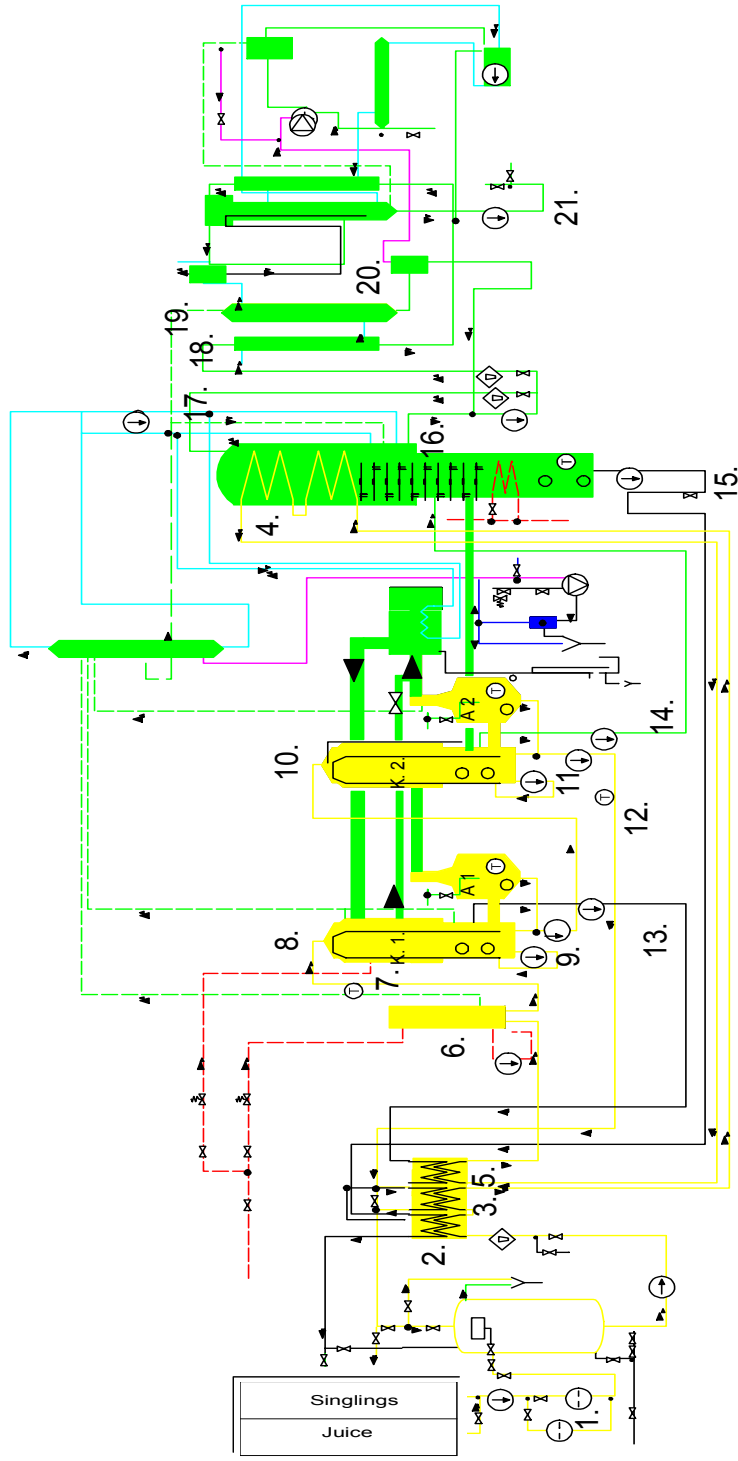 Singlings
Juice
1.
2.
3.
4.
5.
6.
7.
8.
9.
10.
11
12.
13.
14.
15.
16.
17.
18.
19.
20.
21.
K. 1.
K. 2.
A 1
A 2
T
T
T
T
T